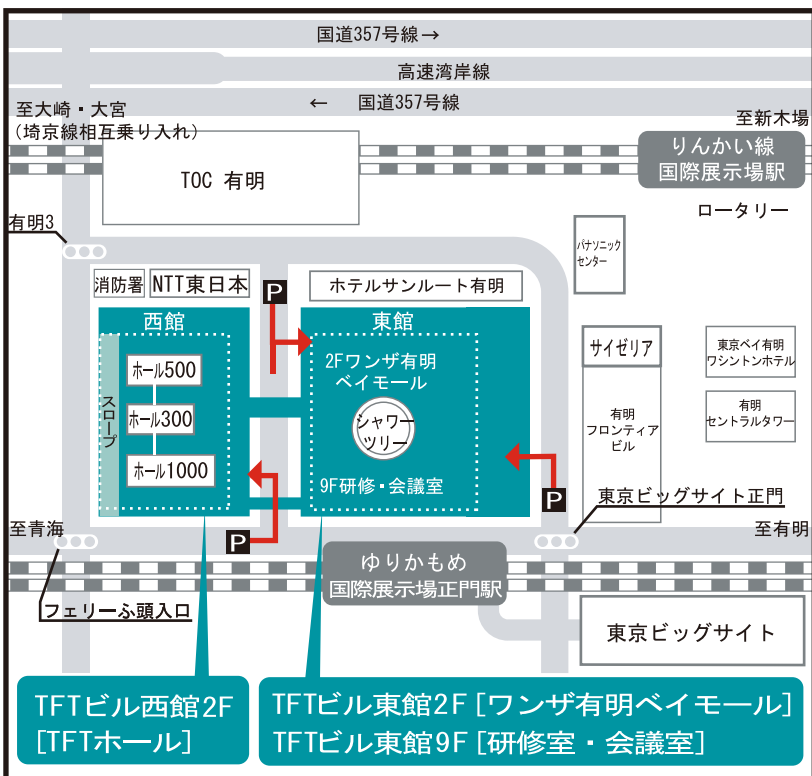 国道357号線→
高速湾岸線
← 国道357号線
至大崎・大宮
(埼京線相互乗り入れ)
至新木場
りんかい線
国際展示場駅
TOC 有明
ロータリー
有明3
パナソニック
センター
消防署
NTT東日本
P
ホテルサンルート有明
西館
東館
サイゼリア
東京ベイ有明
ワシントンホテル
2Fワンザ有明
ベイモール
ホール500
スロープ
ホール300
シャワー
ツリー
有明
フロンティア
ビル
有明
セントラルタワー
ホール1000
9F研修・会議室
P
東京ビッグサイト正門
至青海
P
至有明
ゆりかもめ
国際展示場正門駅
フェリーふ頭入口
東京ビッグサイト
TFTビル西館2F
[TFTホール]
TFTビル東館2F[ワンザ有明ベイモール]
TFTビル東館9F[研修室・会議室]